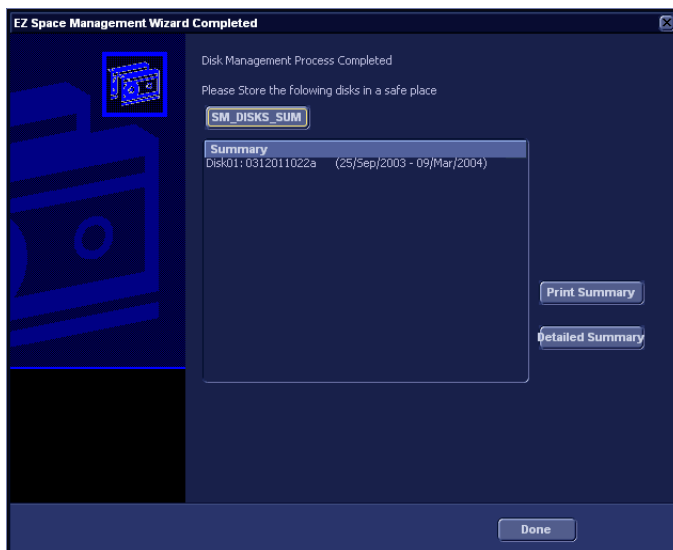 EZ Space Management Wizard Completed
Disk Management Process Completed
Please Store the folowing disks in a safe place
SM_DISKS_SUM
Summary
Disk01: 0312011022a (25/Sep/2003 - 09/Mar/2004)
Print Summary
Detailed Summary
Done